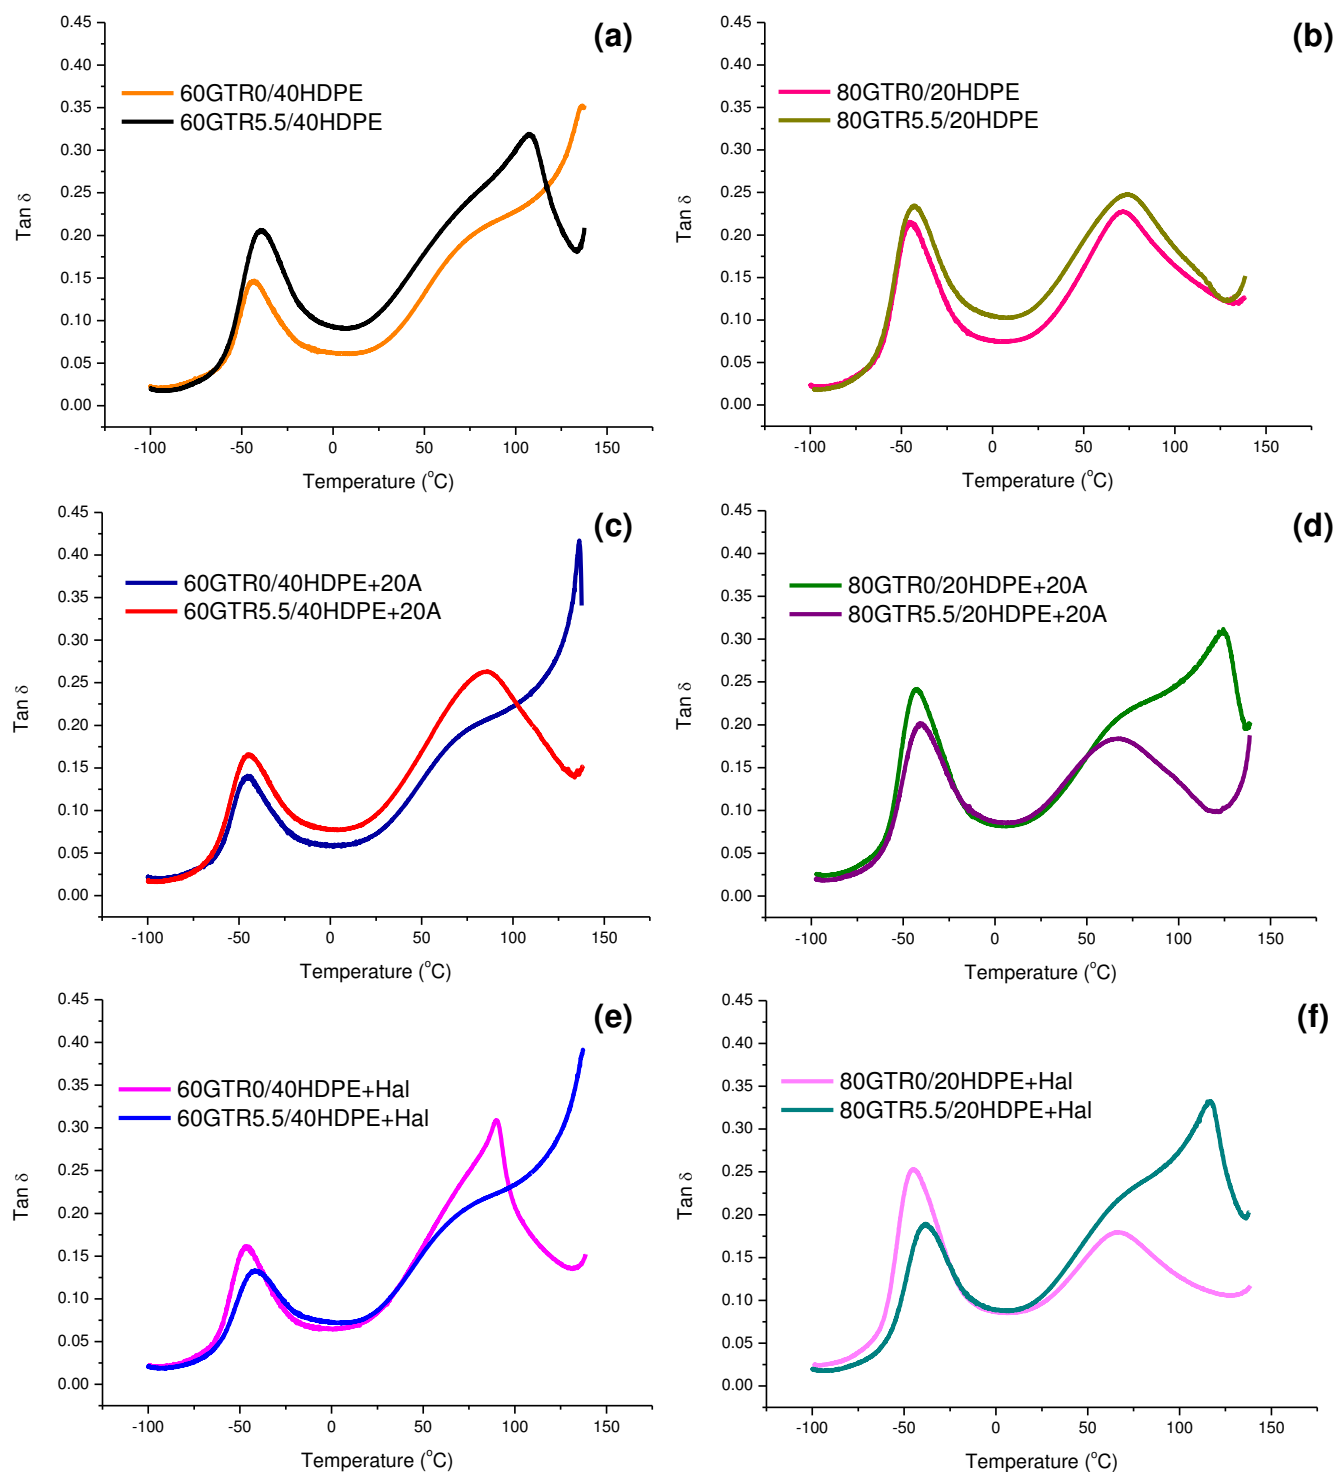 (a)
0.45
0.40
0.35
0.30
0.25
0.20
0.15
0.10
0.05
0.00
Tan δ
60GTR0/40HDPE
60GTR5.5/40HDPE
-100 -50 0 50 100 150
Temperature (°C)
(b)
0.45
0.40
0.35
0.30
0.25
0.20
0.15
0.10
0.05
0.00
Tan δ
80GTR0/20HDPE
80GTR5.5/20HDPE
-100 -50 0 50 100 150
Temperature (°C)
(c)
0.45
0.40
0.35
0.30
0.25
0.20
0.15
0.10
0.05
0.00
Tan δ
60GTR0/40HDPE+20A
60GTR5.5/40HDPE+20A
-100 -50 0 50 100 150
Temperature (°C)
(d)
0.45
0.40
0.35
0.30
0.25
0.20
0.15
0.10
0.05
0.00
Tan δ
80GTR0/20HDPE+20A
80GTR5.5/20HDPE+20A
-100 -50 0 50 100 150
Temperature (°C)
(e)
0.45
0.40
0.35
0.30
0.25
0.20
0.15
0.10
0.05
0.00
Tan δ
60GTR0/40HDPE+Hal
60GTR5.5/40HDPE+Hal
-100 -50 0 50 100 150
Temperature (°C)
(f)
0.45
0.40
0.35
0.30
0.25
0.20
0.15
0.10
0.05
0.00
Tan δ
80GTR0/20HDPE+Hal
80GTR5.5/20HDPE+Hal
-100 -50 0 50 100 150
Temperature (°C)